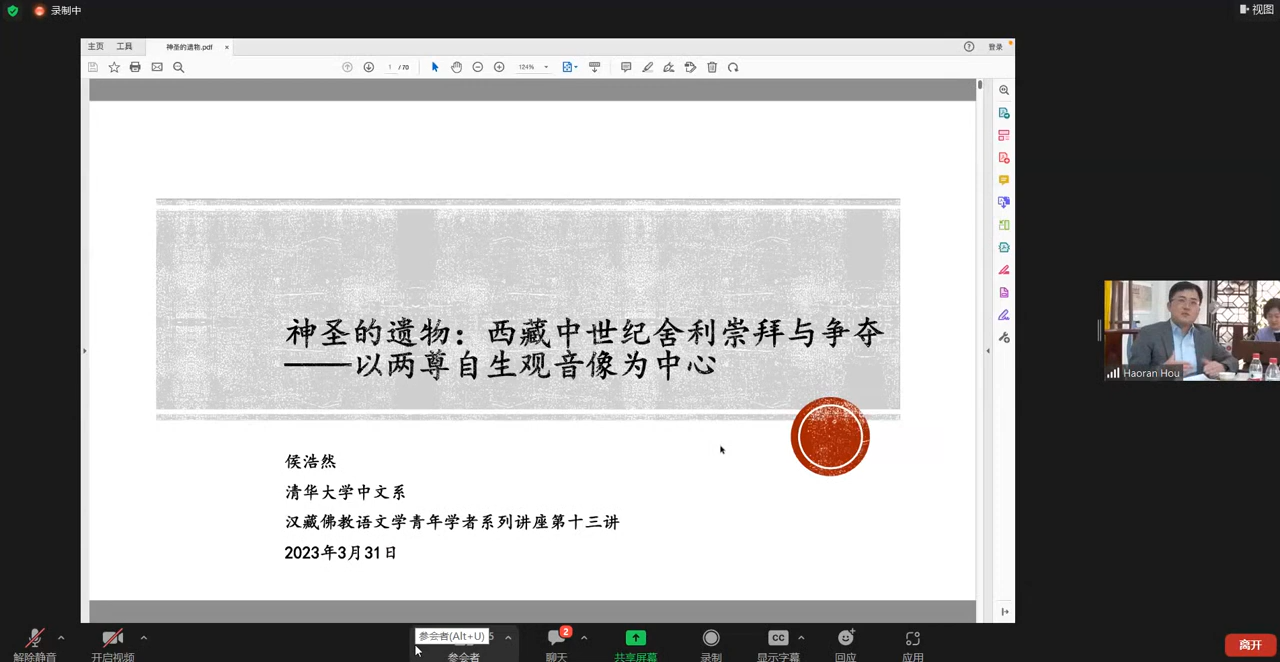 录制中
视图
主页
工具
神圣的遗物.pdf
×
登录
1 / 70
124%
神圣的遗物：西藏中世纪舍利崇拜与争夺
——以两尊自生观音像为中心
侯浩然
清华大学中文系
汉藏佛教语文学青年学者系列讲座第十三讲
2023年3月31日
Haoran Hou
参会者(Alt+U)
5
2
CC
解除静音
开启视频
参会者
聊天
共享屏幕
录制
显示字幕
回应
应用
离开